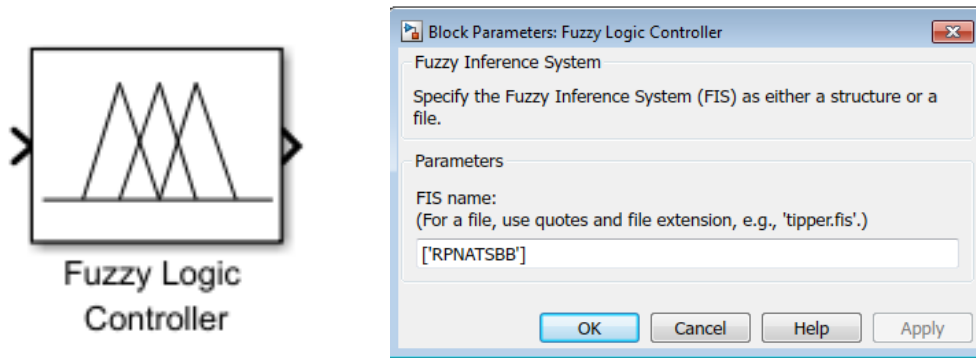 Fuzzy Logic
Controller
Block Parameters: Fuzzy Logic Controller
Fuzzy Inference System
Specify the Fuzzy Inference System (FIS) as either a structure or a
file.
Parameters
FIS name:
(For a file, use quotes and file extension, e.g., 'tipper.fis'.)
['RPNATSBB']
OK Cancel Help Apply